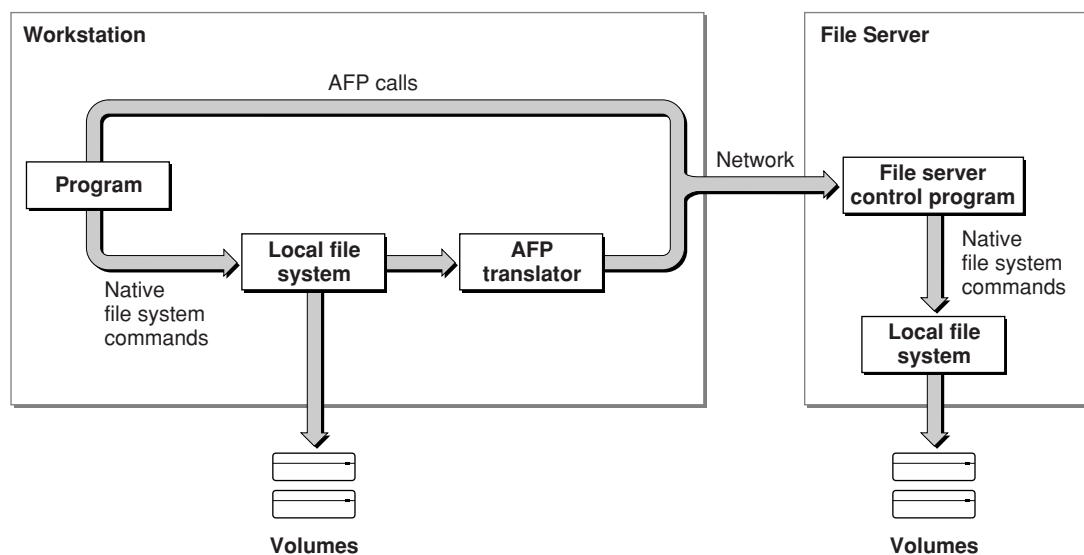 Workstation
File Server
AFP calls
Network
Program
File server
control program
Local file
system
AFP
translator
Native
file system
commands
Native
file system
commands
Local file
system
Volumes
Volumes